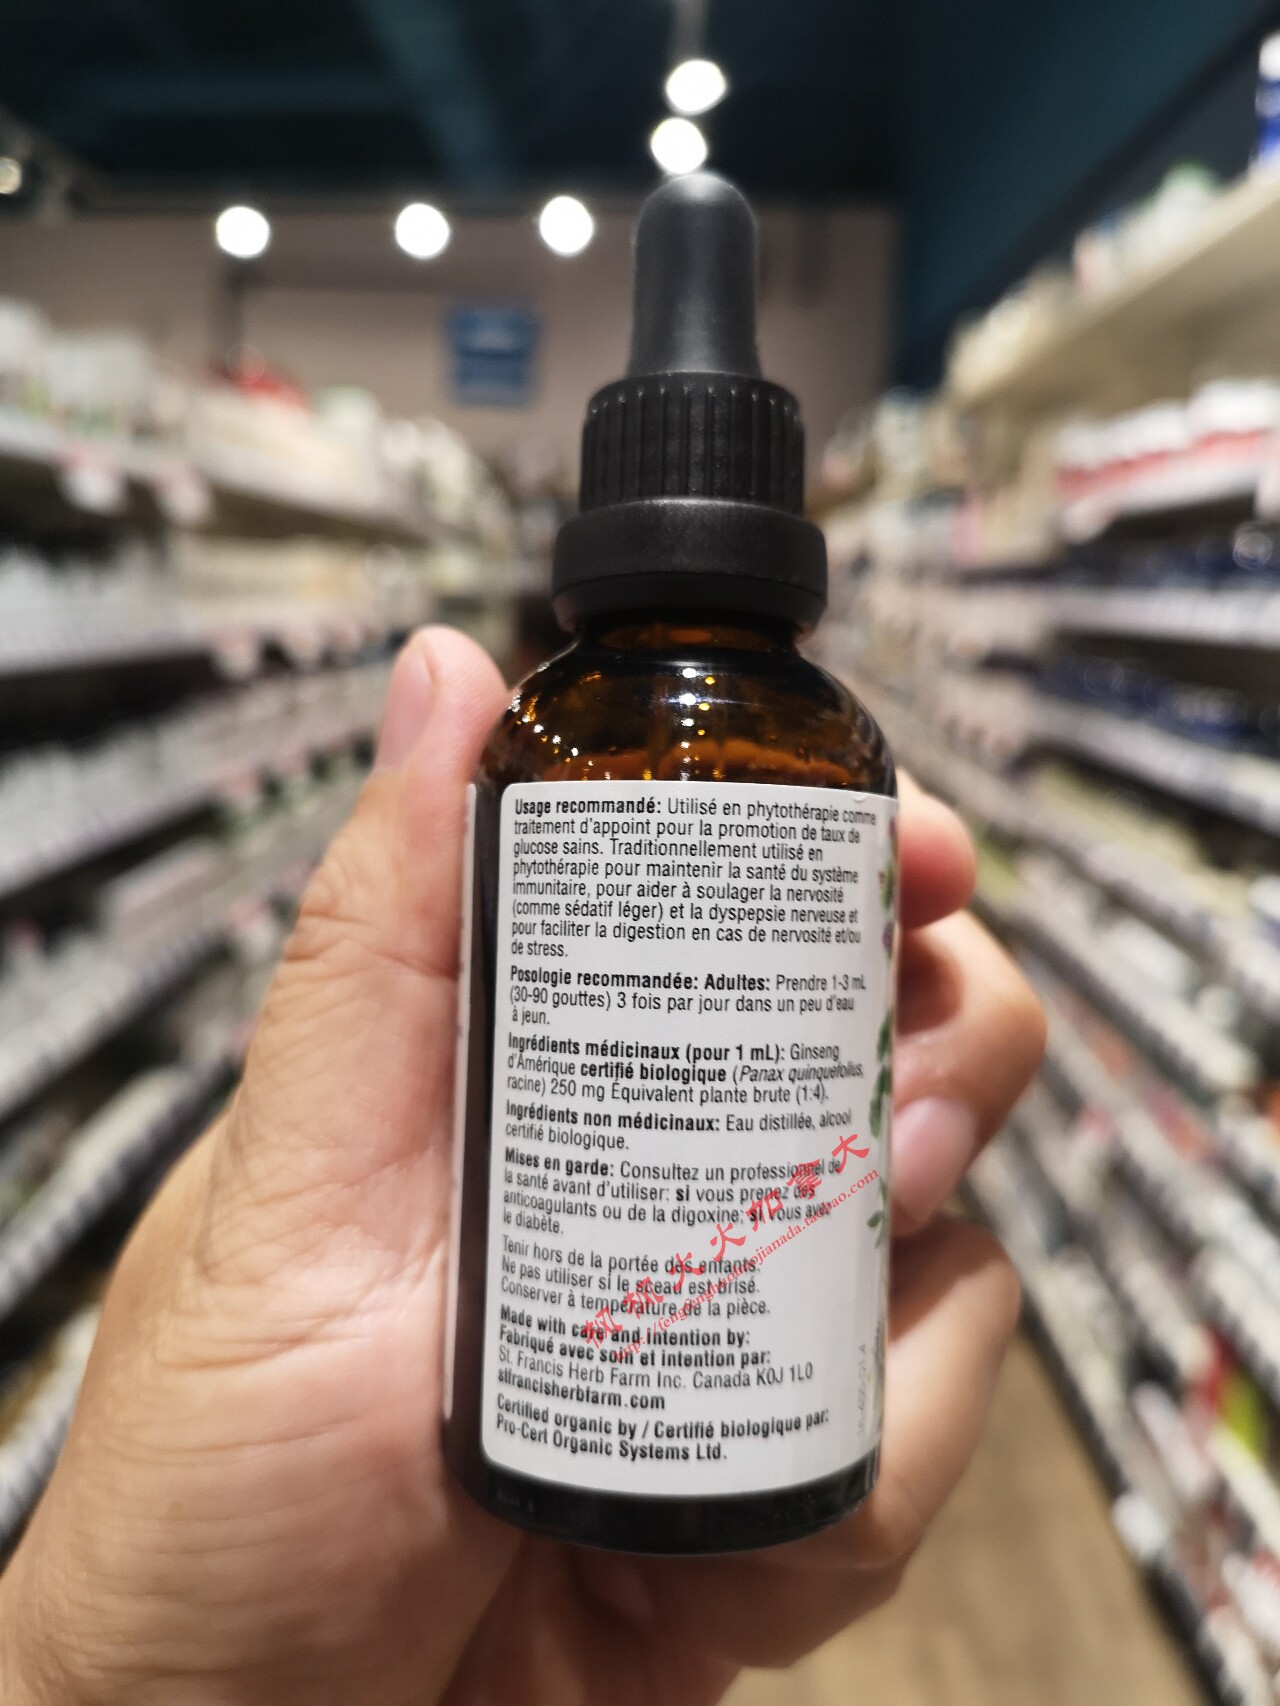 Usage recommandé: Utilisé en phytothérapie comme
traitement d'appoint pour la promotion de taux de
glucose sains. Traditionnellement utilisé en
phytothérapie pour maintenir la santé du système
immunitaire, pour aider à soulager la nervosité
(comme sédatif léger) et la dyspepsie nerveuse et
pour faciliter la digestion en cas de nervosité et/ou
de stress.
Posologie recommandée: Adultes: Prendre 1-3 mL
(30-90 gouttes) 3 fois par jour dans un peu d'eau
à jeun.
Ingrédients médicinaux (pour 1 mL): Ginseng
d'Amérique certifié biologique (Panax quinquefolius,
racine) 250 mg Équivalent plante brute (1:4).
Ingrédients non médicinaux: Eau distillée, alcool
certifié biologique.
Mises en garde: Consultez un professionnel de
la santé avant d'utiliser: si vous prenez des
anticoagulants ou de la digoxine; si vous avez
le diabète.
Tenir hors de la portée des enfants.
Ne pas utiliser si le sceau est brisé.
Conserver à température de la pièce.
Made with care and intention by:
Fabriqué avec soin et intention par:
St. Francis Herb Farm Inc. Canada K0J 1L0
stfrancisherbfarm.com
Certified organic by / Certifié biologique par:
Pro-Cert Organic Systems Ltd.
大加拿大